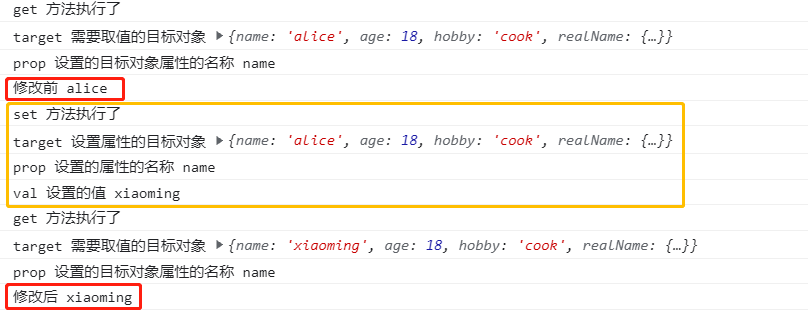 get 方法执行了
target 需要取值的目标对象 ▶{name: 'alice', age: 18, hobby: 'cook', realName: {…}}
prop 设置的目标对象属性的名称 name
修改前 alice
set 方法执行了
target 设置属性的目标对象 ▶{name: 'alice', age: 18, hobby: 'cook', realName: {…}}
prop 设置的属性的名称 name
val 设置的值 xiaoming
get 方法执行了
target 需要取值的目标对象 ▶{name: 'xiaoming', age: 18, hobby: 'cook', realName: {…}}
prop 设置的目标对象属性的名称 name
修改后 xiaoming